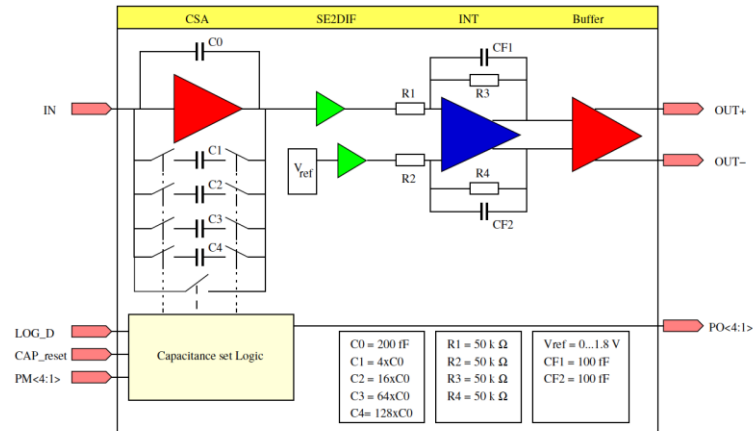 CSA SE2DIF INT Buffer
C0
CF1
R1
R3
IN
OUT+
C1
Vref
OUT−
C2
R2
R4
C3
CF2
C4
LOG_D
PO<4:1>
CAP_reset
Capacitance set Logic
PM<4:1>
C0 = 200 fF
C1 = 4xC0
C2 = 16xC0
C3 = 64xC0
C4= 128xC0
R1 = 50 k Ω
R2 = 50 k Ω
R3 = 50 k Ω
R4 = 50 k Ω
Vref = 0...1.8 V
CF1 = 100 fF
CF2 = 100 fF